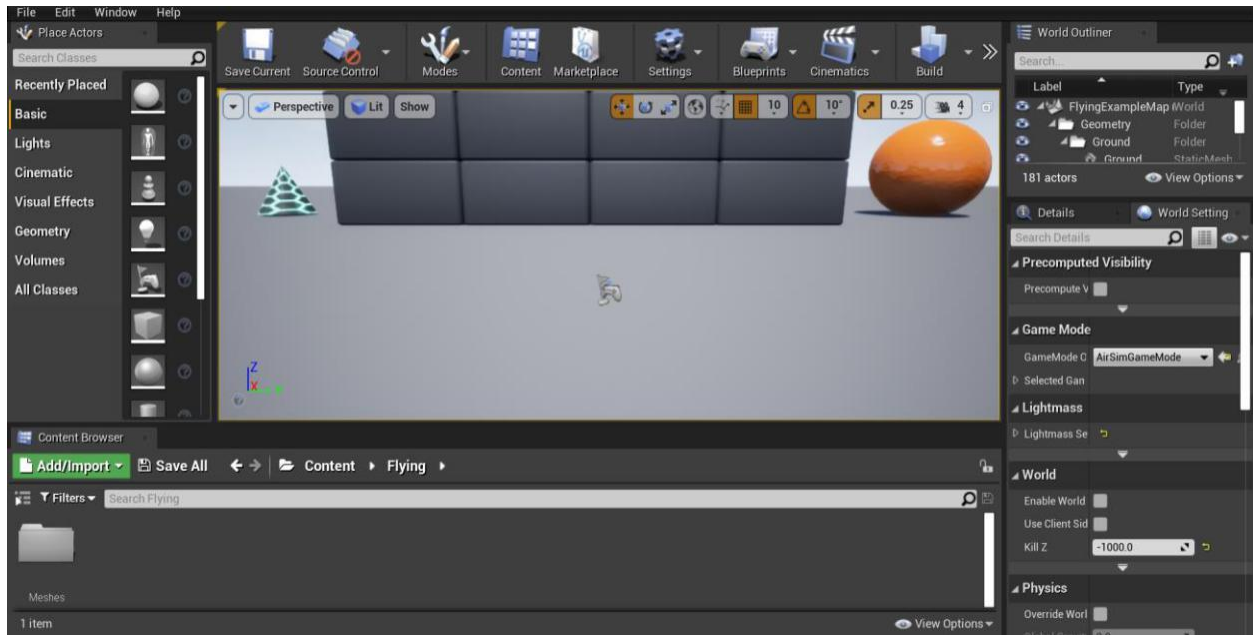 File Edit Window Help
Place Actors
Search Classes
Recently Placed
Basic
Lights
Cinematic
Visual Effects
Geometry
Volumes
All Classes
Save Current Source Control Modes Content Marketplace Settings Blueprints Cinematics Build
Perspective Lit Show 10 10° 0.25 4
Z
X
World Outliner
Search...
Label Type
FlyingExampleMap World
Geometry Folder
Ground Folder
Ground StaticMesh
181 actors View Options
Details World Setting
Search Details
Precomputed Visibility
Precompute V
Game Mode
GameMode O AirSimGameMode
Selected Gan
Lightmass
Lightmass Se
World
Enable World
Use Client Sid
Kill Z -1000.0
Physics
Override Worl
Content Browser
Add/Import Save All Content Flying
Filters Search Flying
Meshes
1 item View Options